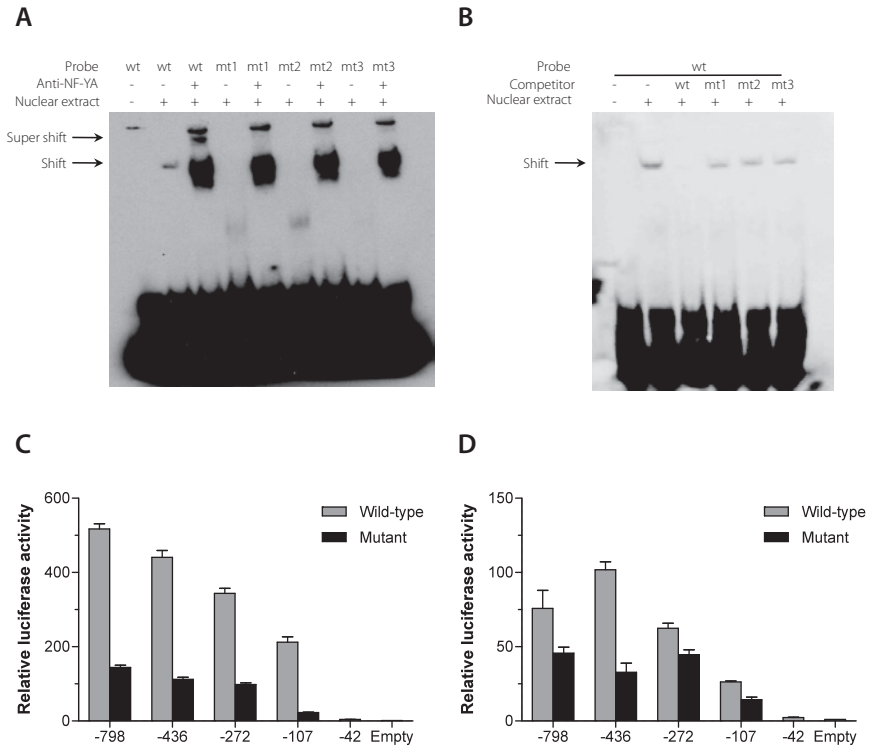 A
Probe wt wt wt mt1 mt1 mt2 mt2 mt3 mt3
Anti-NF-YA - - + - + - + - +
Nuclear extract - + + + + + + + +
Super shift
Shift
B
Probe wt
Competitor - - wt mt1 mt2 mt3
Nuclear extract - + + + + +
Shift
C
Relative luciferase activity
600
400
200
0
Wild-type
Mutant
-798 -436 -272 -107 -42 Empty
D
Relative luciferase activity
150
100
50
0
Wild-type
Mutant
-798 -436 -272 -107 -42 Empty